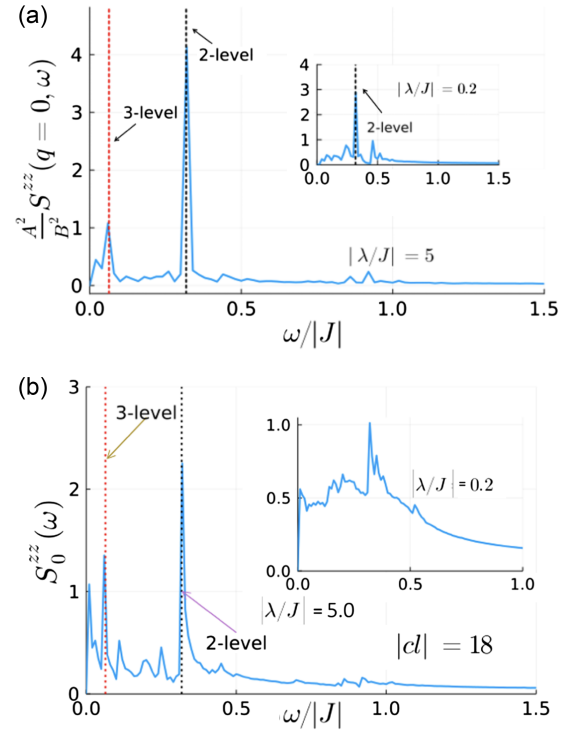 (a)
4
3
2
1
0
A²/B² S^{zz}(q = 0, ω)
2-level
3-level
4
3
2
1
0
|λ/J| = 0.2
2-level
0.0 0.5 1.0 1.5
|λ/J| = 5
0.0 0.5 1.0 1.5
ω/|J|
(b)
3
2
1
0
S_0^{zz}(ω)
3-level
1.0
0.5
0.0
|λ/J| = 0.2
0.0 0.5 1.0
|λ/J| = 5.0
2-level
|cl| = 18
0.0 0.5 1.0 1.5
ω/|J|